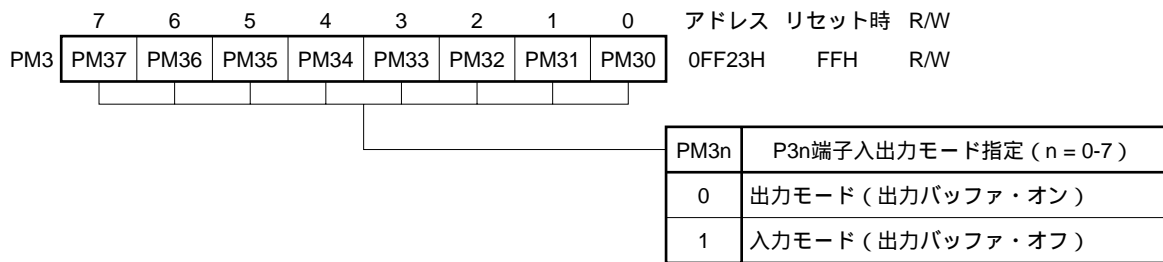 7 6 5 4 3 2 1 0 アドレス リセット時 R/W
PM3 PM37 PM36 PM35 PM34 PM33 PM32 PM31 PM30 0FF23H FFH R/W
PM3n P3n端子入出力モード指定（n = 0-7）
0 出力モード（出力バッファ・オン）
1 入力モード（出力バッファ・オフ）